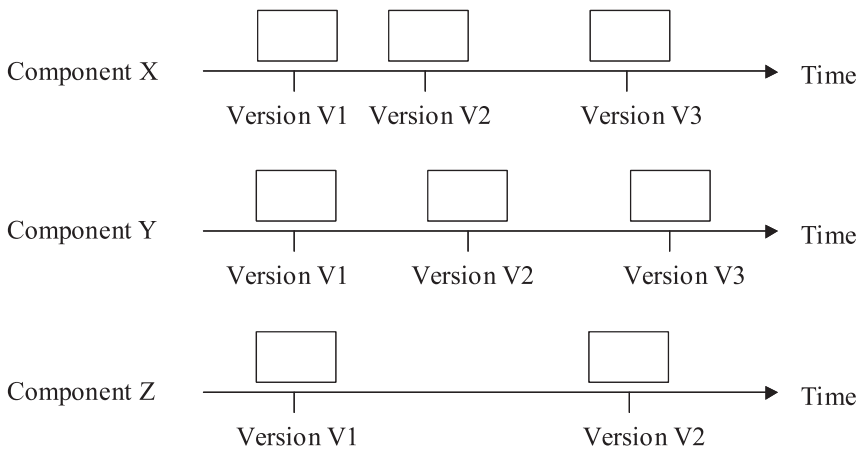 Component X
Time
Version V1 Version V2 Version V3
Component Y
Time
Version V1 Version V2 Version V3
Component Z
Time
Version V1 Version V2